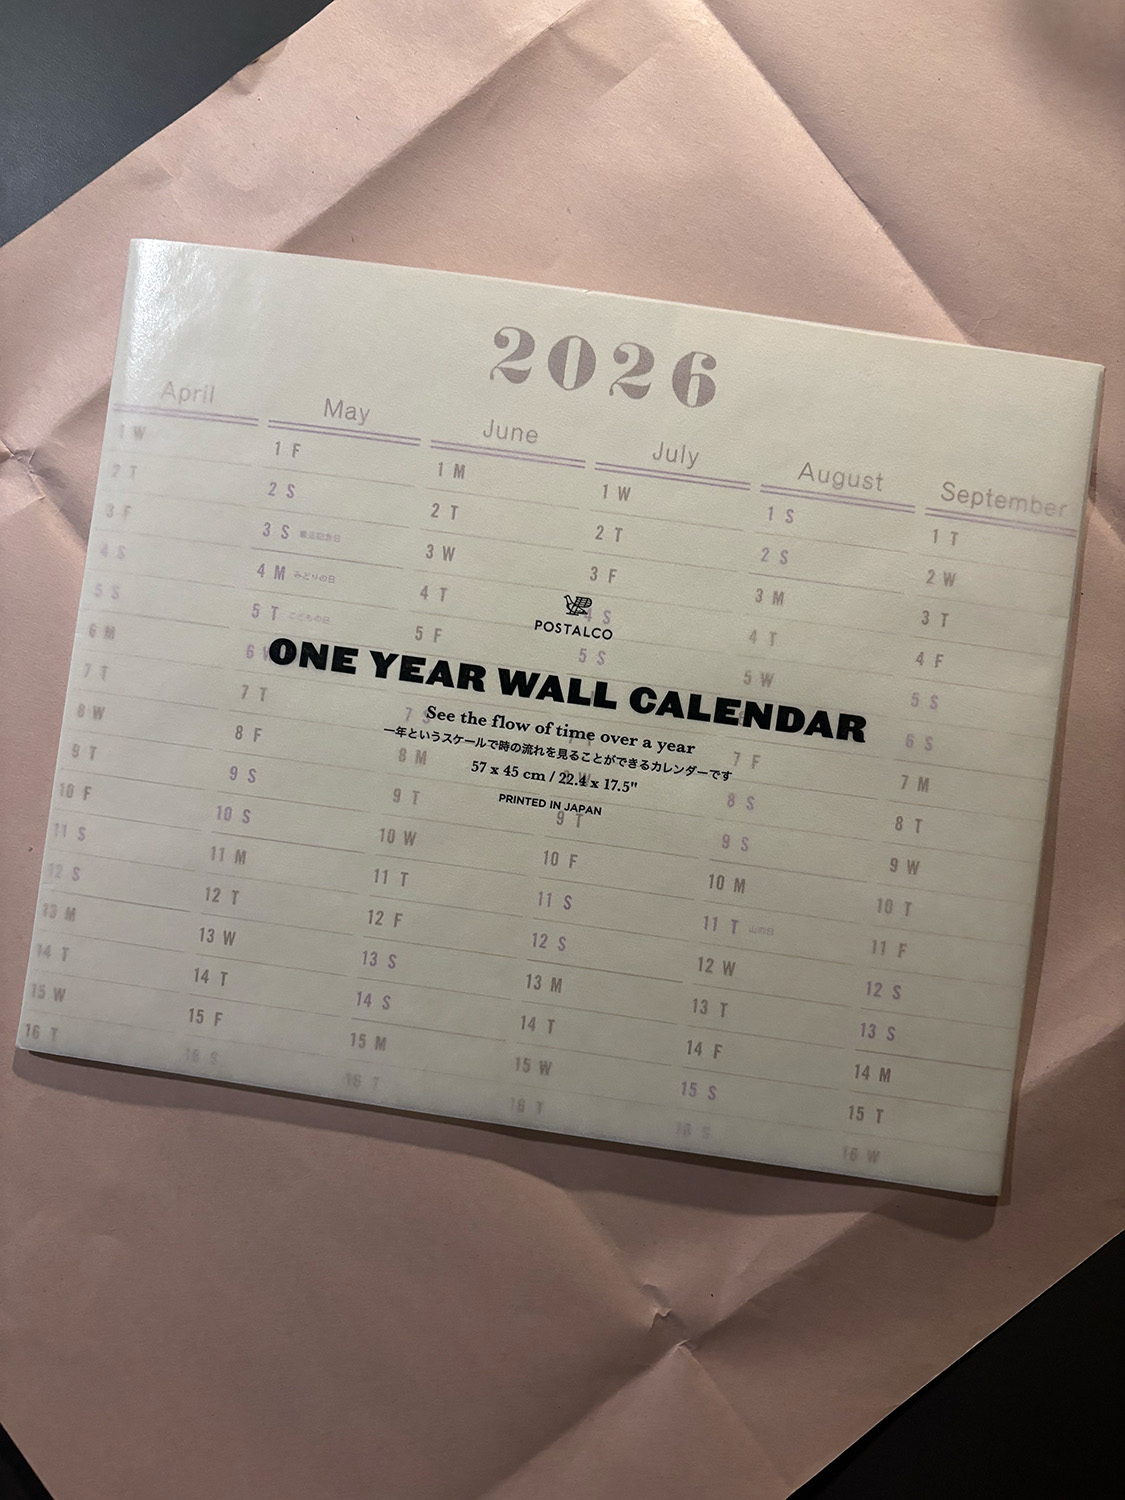 2026
April
1 W
2 T
3 F
4 S
5 S
6 M
7 T
8 W
9 T
10 F
11 S
12 S
13 M
14 T
15 W
16 T
May
1 F
2 S
3 S 憲法記念日
4 M みどりの日
5 T こどもの日
6 W
7 T
8 F
9 S
10 S
11 M
12 T
13 W
14 T
15 F
16 S
June
1 M
2 T
3 W
4 T
5 F
7 S
8 M
9 T
10 W
11 T
12 F
13 S
14 S
15 M
16 T
July
1 W
2 T
3 F
4 S
5 S
9 T
10 F
11 S
12 S
13 M
14 T
15 W
16 T
August
1 S
2 S
3 M
4 T
5 W
7 F
8 S
9 S
10 M
11 T 山の日
12 W
13 T
14 F
15 S
16 S
September
1 T
2 W
3 T
4 F
5 S
6 S
7 M
8 T
9 W
10 T
11 F
12 S
13 S
14 M
15 T
16 W
POSTALCO
ONE YEAR WALL CALENDAR
See the flow of time over a year
一年というスケールで時の流れを見ることができるカレンダーです
57 x 45 cm / 22.4 x 17.5"
PRINTED IN JAPAN